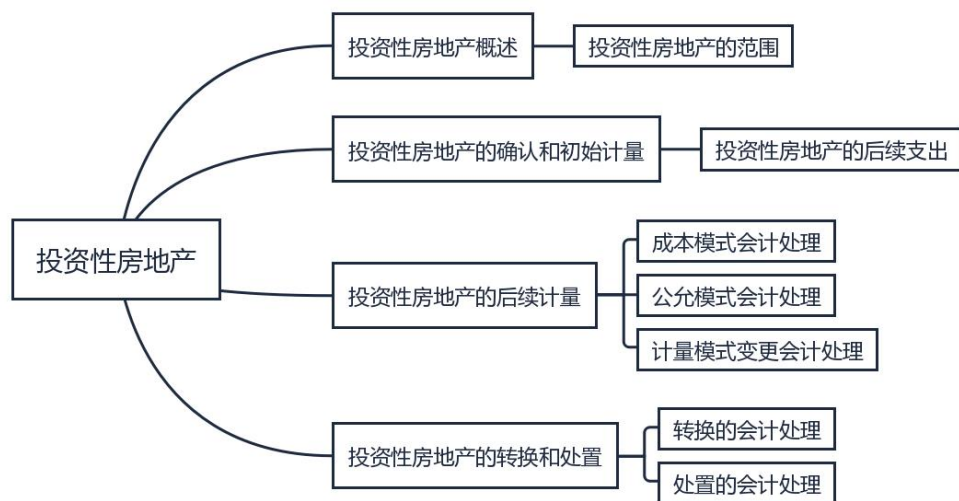 投资性房地产
投资性房地产概述
投资性房地产的范围
投资性房地产的确认和初始计量
投资性房地产的后续支出
投资性房地产的后续计量
成本模式会计处理
公允模式会计处理
计量模式变更会计处理
投资性房地产的转换和处置
转换的会计处理
处置的会计处理